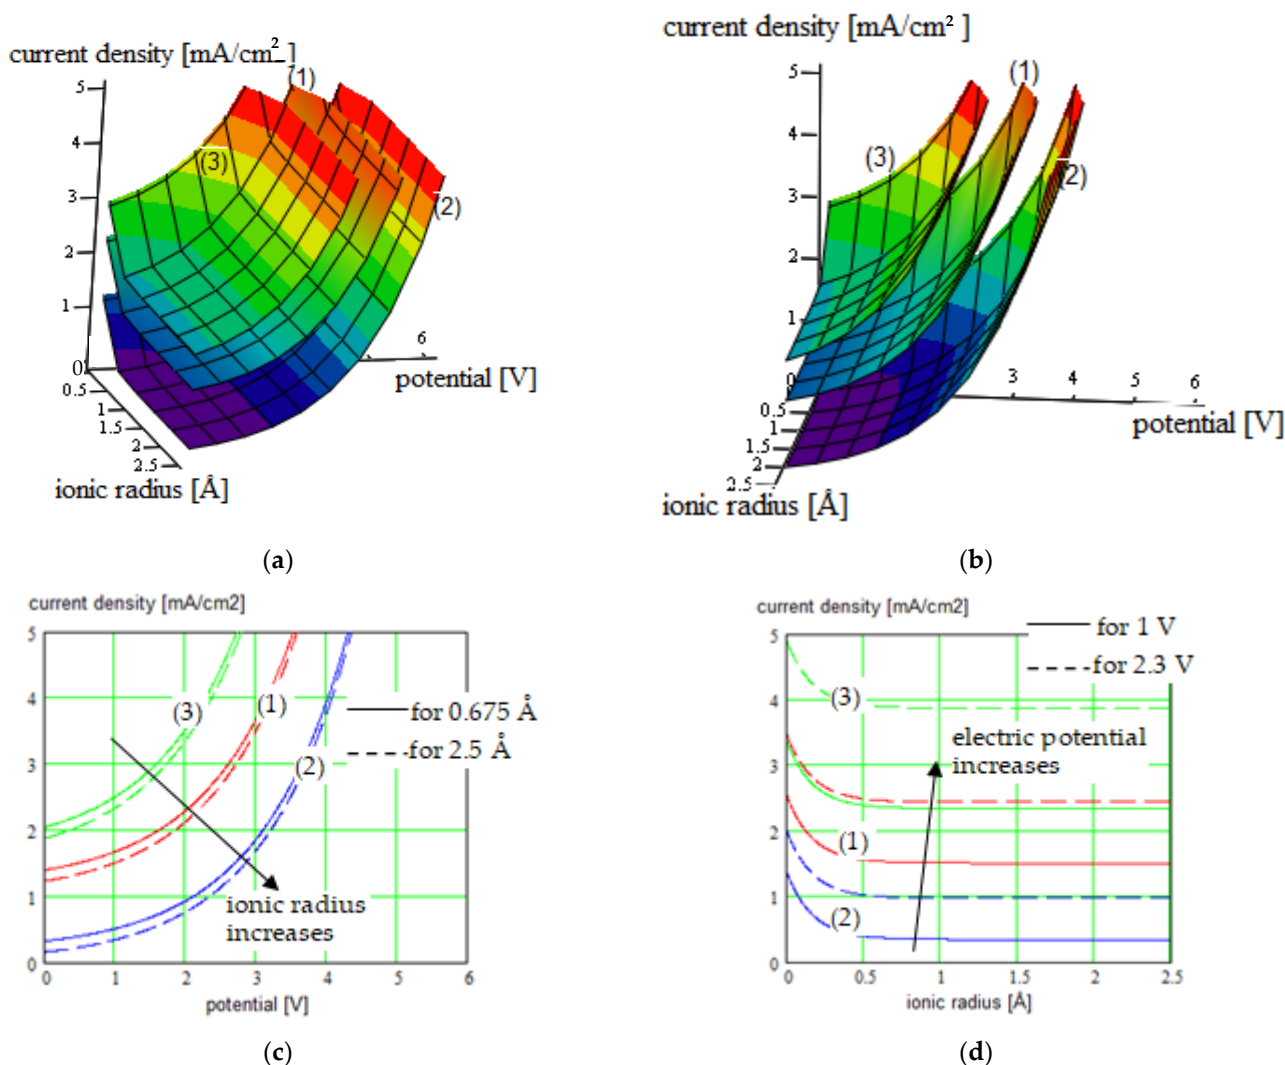 current density [mA/cm2]
(1)
(3)
(2)
5
4
3
2
1
0
0.5
1
1.5
2
2.5
6
potential [V]
ionic radius [Å]
(a)
current density [mA/cm2 ]
(1)
(3)
(2)
5
4
3
2
1
0
0.5
1
1.5
2
2.5
3 4 5 6
potential [V]
ionic radius [Å]
(b)
current density [mA/cm2]
5
4
3
2
1
0
(3)
(1)
(2)
for 0.675 Å
for 2.5 Å
ionic radius
increases
0 1 2 3 4 5 6
potential [V]
(c)
current density [mA/cm2]
for 1 V
for 2.3 V
5
4
3
2
1
0
(3)
electric potential
increases
(1)
(2)
0 0.5 1 1.5 2 2.5
ionic radius [Å]
(d)